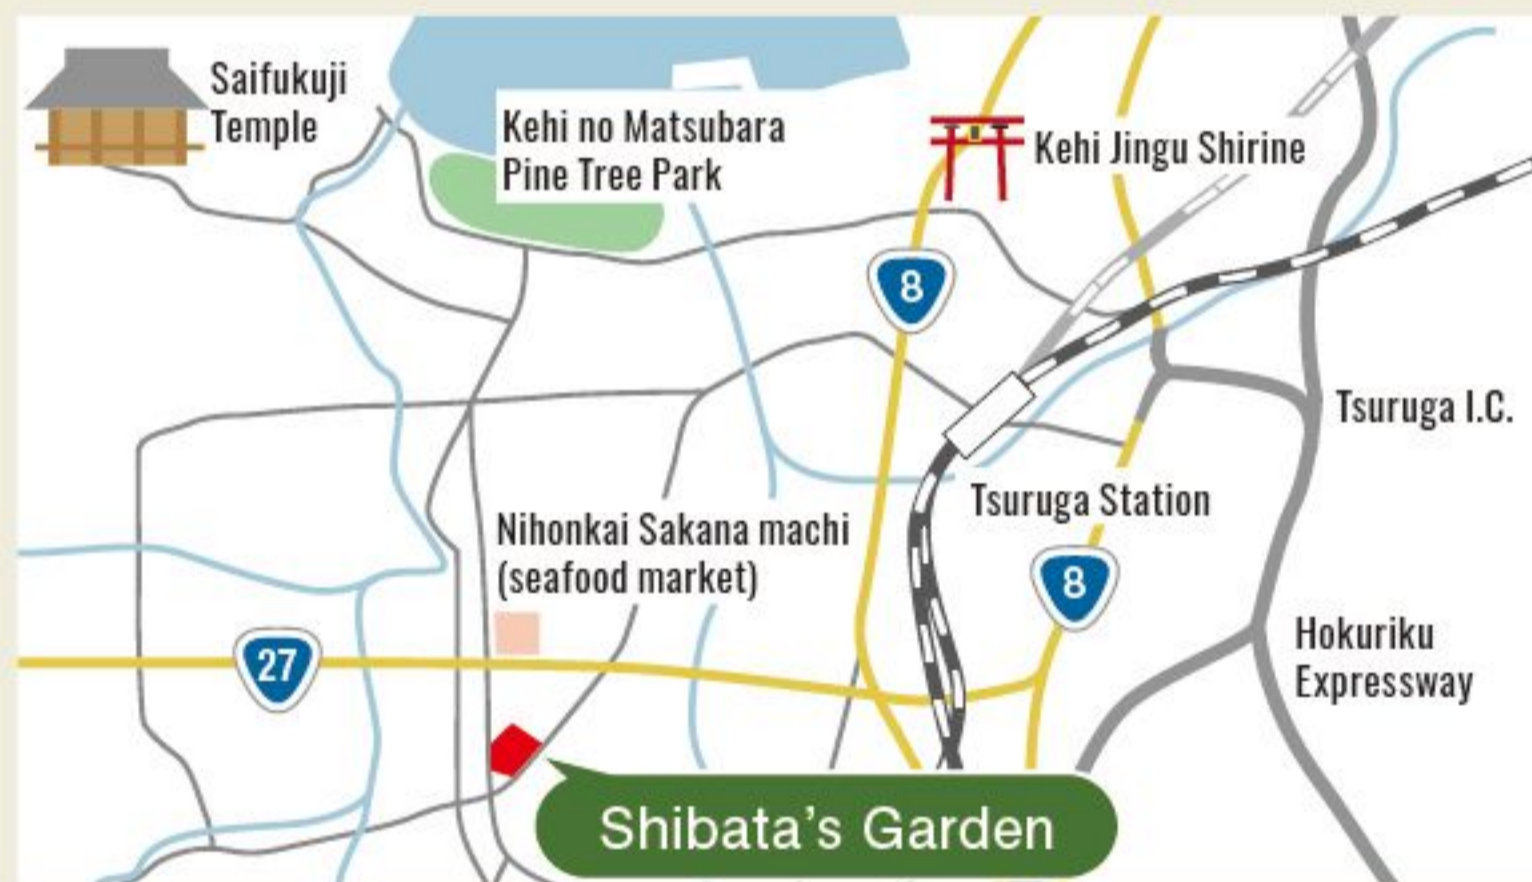 Saifukuji
Temple
Kehi no Matsubara
Pine Tree Park
Kehi Jingu Shirine
8
Tsuruga I.C.
Tsuruga Station
Nihonkai Sakana machi
(seafood market)
8
27
Hokuriku
Expressway
Shibata's Garden